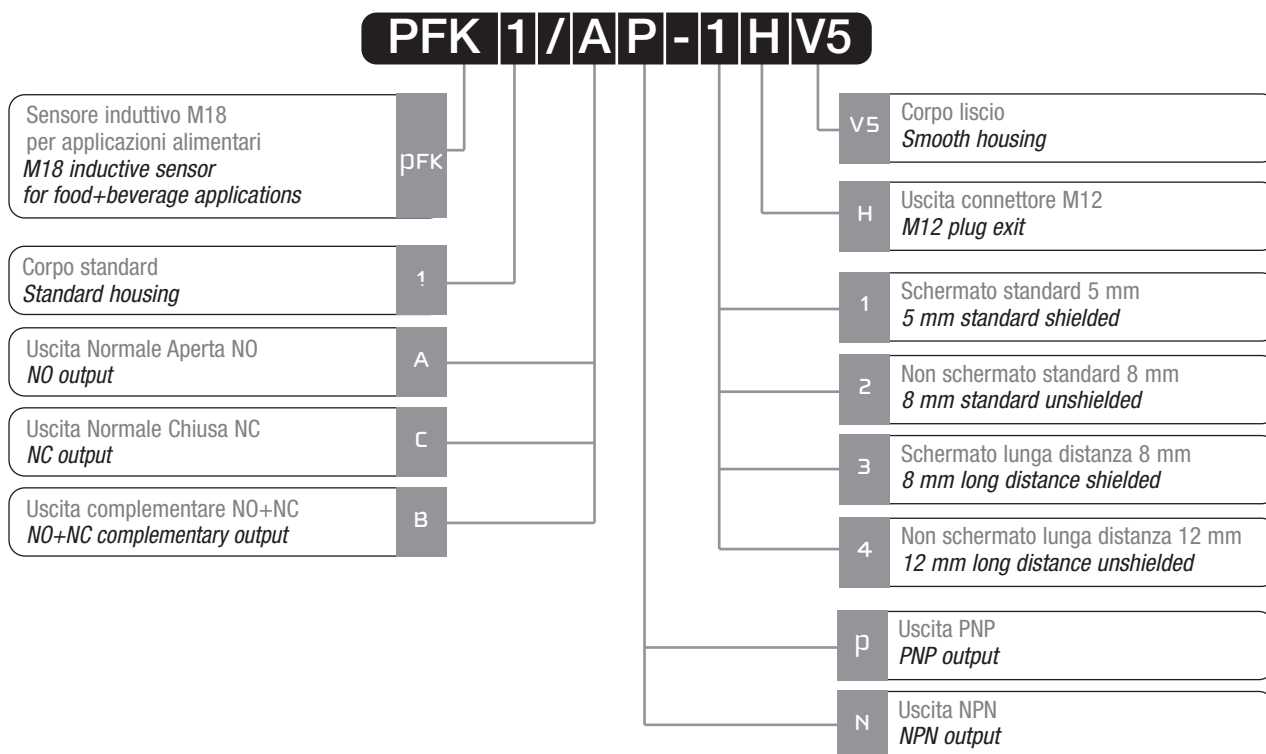 PFK 1/AP-1HV5
Sensore induttivo M18
per applicazioni alimentari
M18 inductive sensor
for food+beverage applications
PFK
Corpo standard
Standard housing
1
Uscita Normale Aperta NO
NO output
A
Uscita Normale Chiusa NC
NC output
C
Uscita complementare NO+NC
NO+NC complementary output
B
V5
Corpo liscio
Smooth housing
H
Uscita connettore M12
M12 plug exit
1
Schermato standard 5 mm
5 mm standard shielded
2
Non schermato standard 8 mm
8 mm standard unshielded
3
Schermato lunga distanza 8 mm
8 mm long distance shielded
4
Non schermato lunga distanza 12 mm
12 mm long distance unshielded
P
Uscita PNP
PNP output
N
Uscita NPN
NPN output